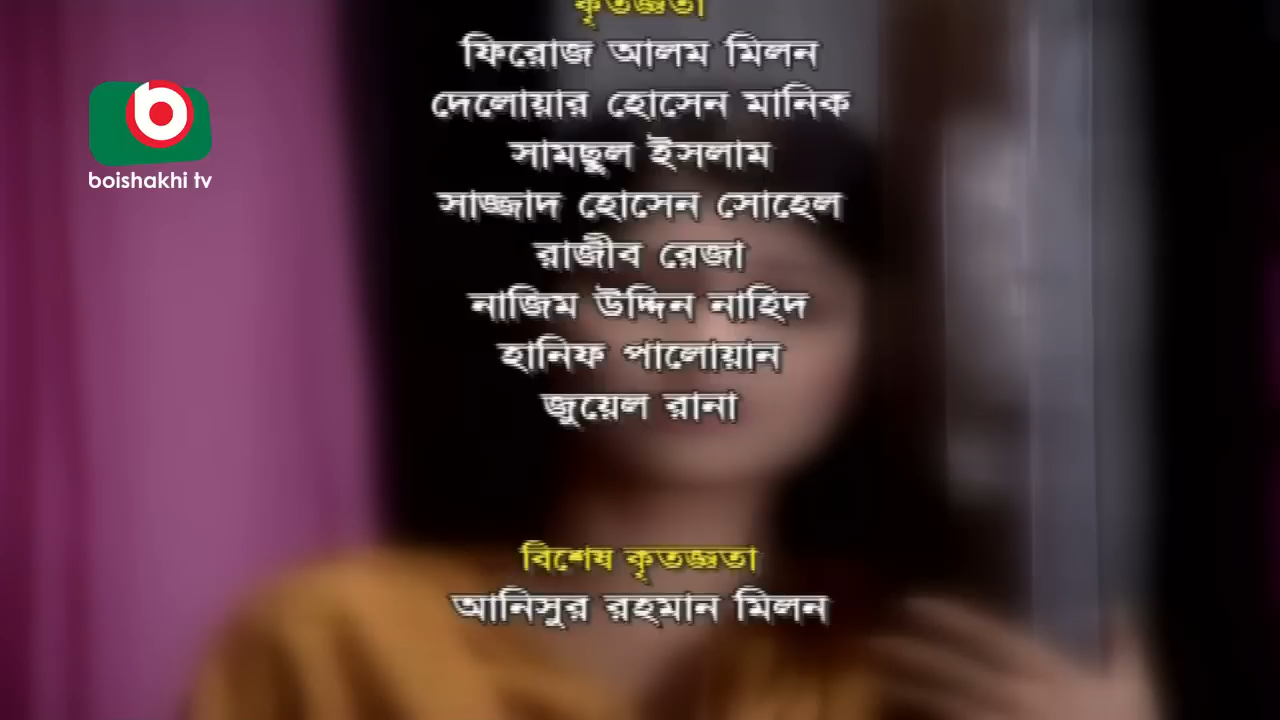 কৃতজ্ঞতা
ফিরোজ আলম মিলন
দেলোয়ার হোসেন মানিক
সামছুল ইসলাম
সাজ্জাদ হোসেন সোহেল
রাজীব রেজা
নাজিম উদ্দিন নাহিদ
হানিফ পালোয়ান
জুয়েল রানা
boishakhi tv
বিশেষ কৃতজ্ঞতা
আনিসুর রহমান মিলন